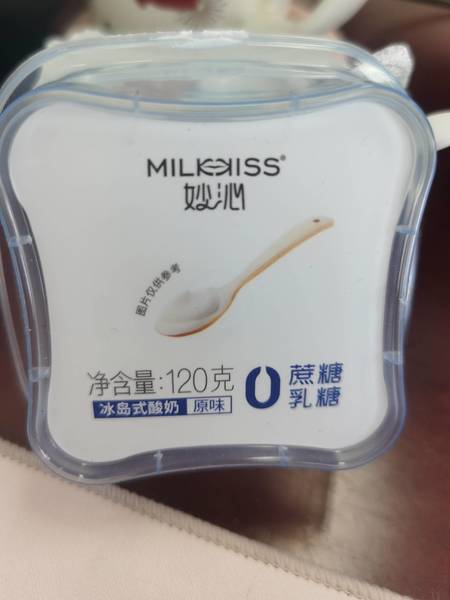 MILKKISS®
妙沁
图片仅供参考
净含量:120克
0蔗糖
乳糖
冰岛式酸奶 原味